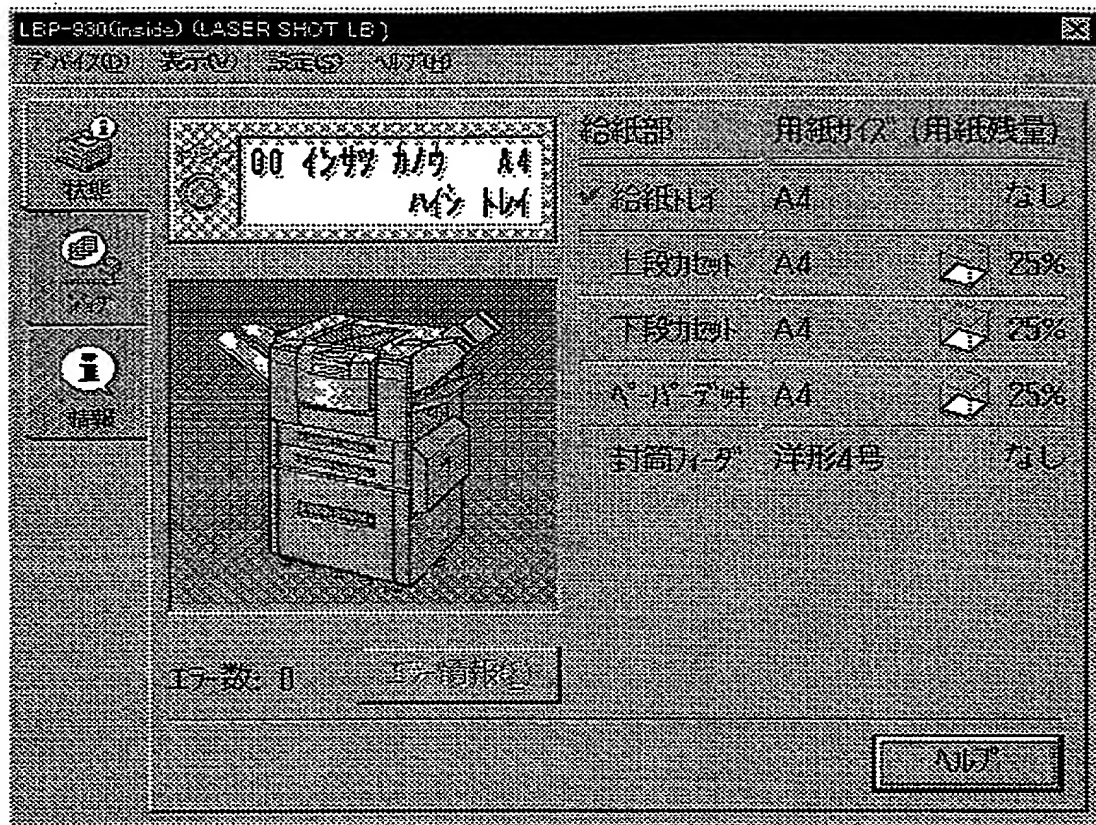 LBP-930(inside) (LASER SHOT LB )
デバイス(D) 表示(V) 設定(S) ヘルプ(H)
状態
ジョブ
情報
00 インサツ カノウ A4
ハイシ トレイ
給紙部 用紙サイズ (用紙残量)
給紙トレイ A4 なし
上段カセット A4 25%
下段カセット A4 25%
ペーパーデッキ A4 25%
封筒フィーダ 洋形4号 なし
エラー数: 0
エラー情報(E)
ヘルプ